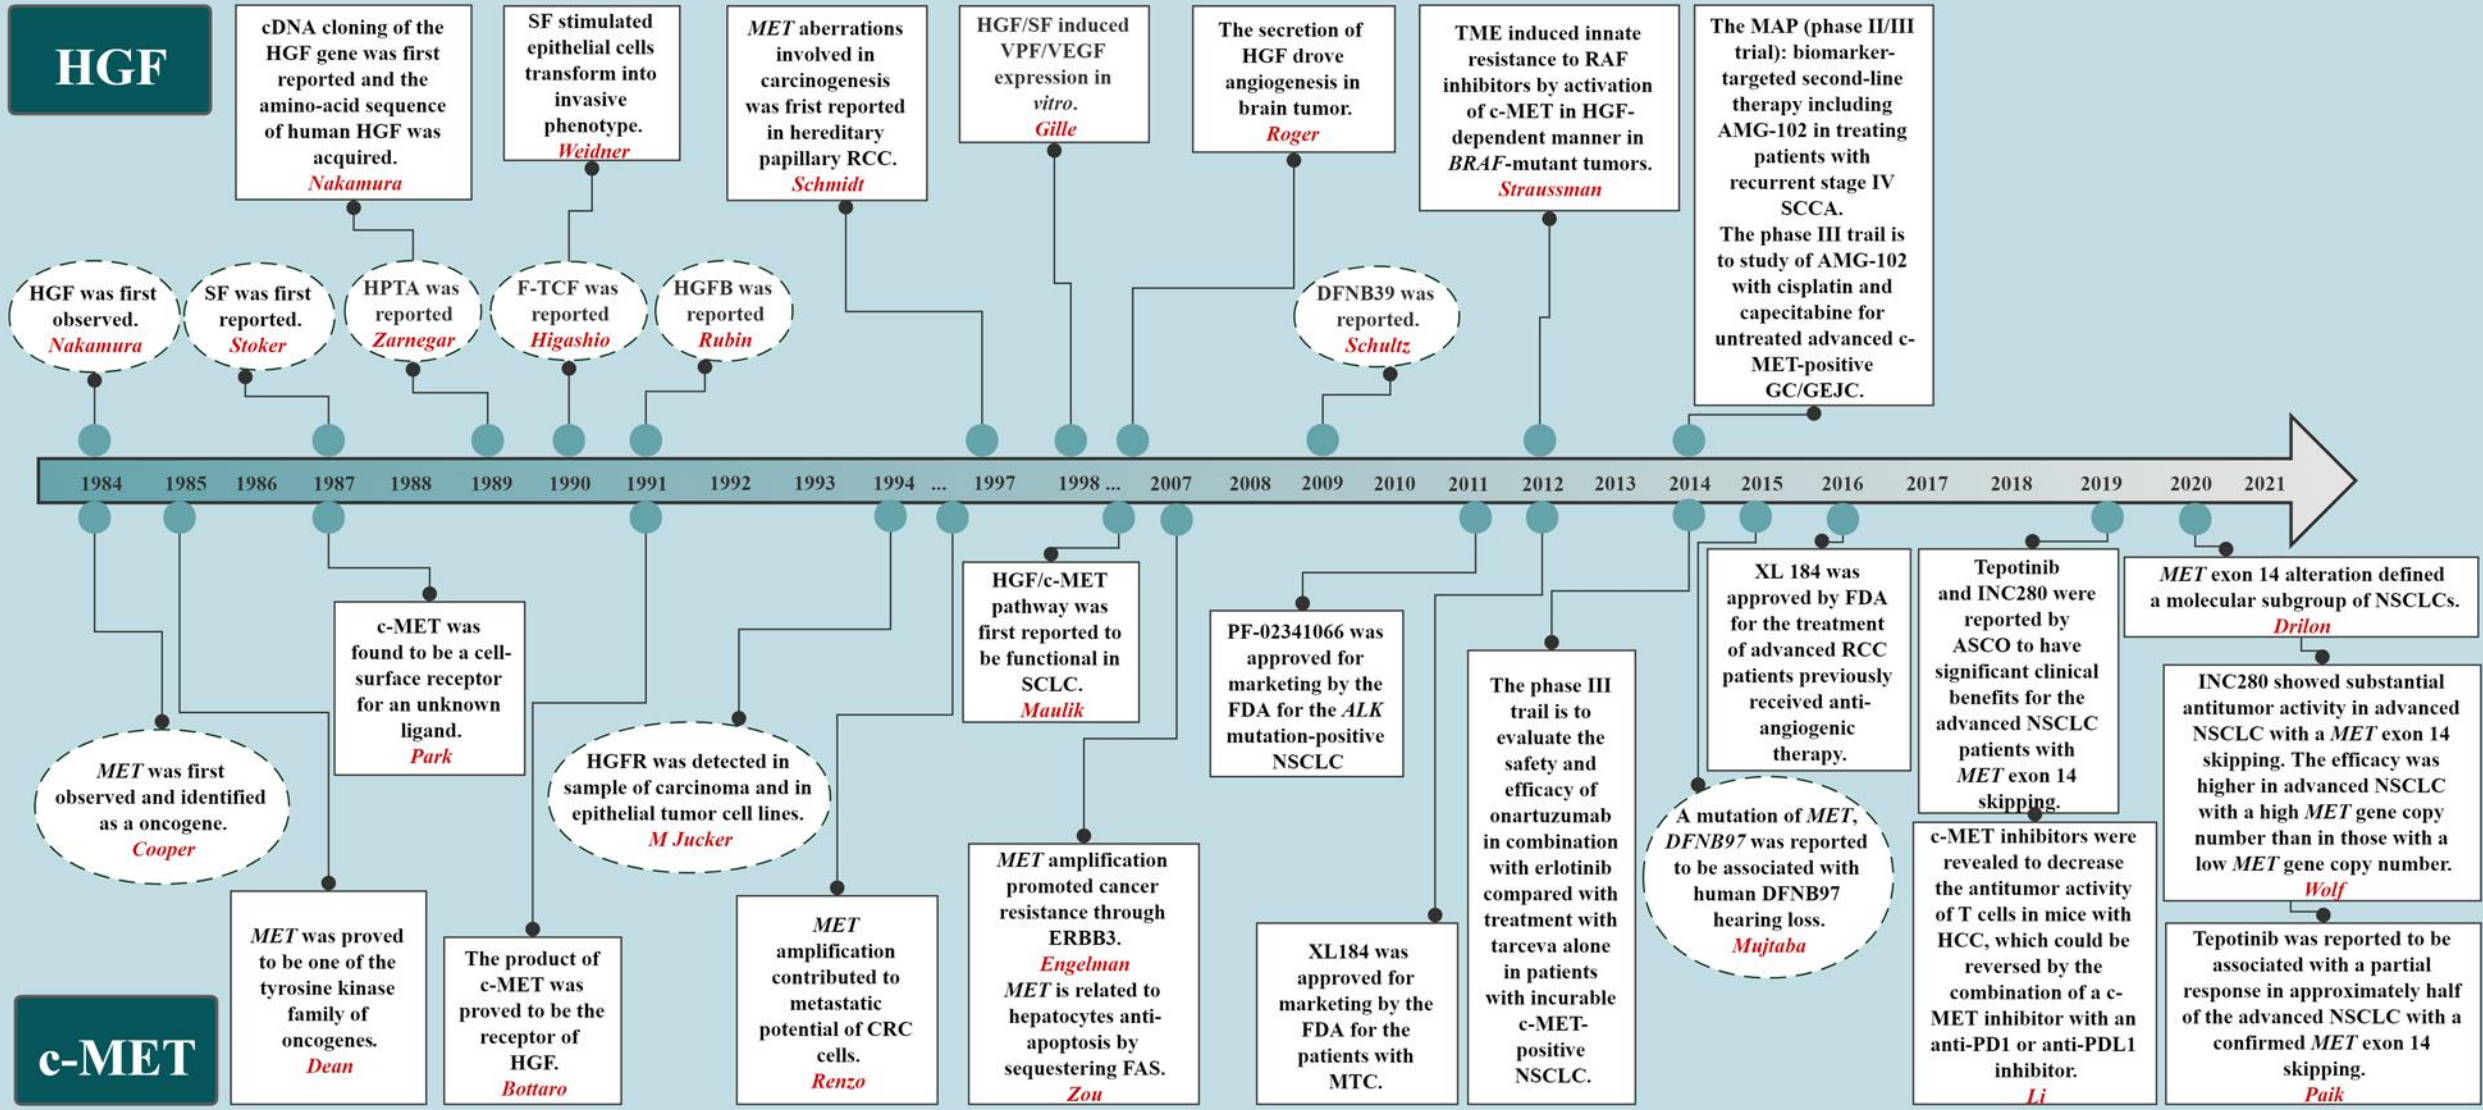 HGF
cDNA cloning of the
HGF gene was first
reported and the
amino-acid sequence
of human HGF was
acquired.
Nakamura
SF stimulated
epithelial cells
transform into
invasive
phenotype.
Weidner
MET aberrations
involved in
carcinogenesis
was frist reported
in hereditary
papillary RCC.
Schmidt
HGF/SF induced
VPF/VEGF
expression in
vitro.
Gille
The secretion of
HGF drove
angiogenesis in
brain tumor.
Roger
TME induced innate
resistance to RAF
inhibitors by activation
of c-MET in HGF-
dependent manner in
BRAF-mutant tumors.
Straussman
The MAP (phase II/III
trial): biomarker-
targeted second-line
therapy including
AMG-102 in treating
patients with
recurrent stage IV
SCCA.
The phase III trail is
to study of AMG-102
with cisplatin and
capecitabine for
untreated advanced c-
MET-positive
GC/GEJC.
HGF was first
observed.
Nakamura
SF was first
reported.
Stoker
HPTA was
reported
Zarnegar
F-TCF was
reported
Higashio
HGFB was
reported
Rubin
DFNB39 was
reported.
Schultz
1984 1985 1986 1987 1988 1989 1990 1991 1992 1993 1994 ... 1997 1998 ... 2007 2008 2009 2010 2011 2012 2013 2014 2015 2016 2017 2018 2019 2020 2021
MET was first
observed and identified
as a oncogene.
Cooper
MET was proved
to be one of the
tyrosine kinase
family of
oncogenes.
Dean
c-MET was
found to be a cell-
surface receptor
for an unknown
ligand.
Park
The product of
c-MET was
proved to be the
receptor of
HGF.
Bottaro
HGFR was detected in
sample of carcinoma and in
epithelial tumor cell lines.
M Jucker
MET
amplification
contributed to
metastatic
potential of CRC
cells.
Renzo
HGF/c-MET
pathway was
first reported to
be functional in
SCLC.
Maulik
MET amplification
promoted cancer
resistance through
ERBB3.
Engelman
MET is related to
hepatocytes anti-
apoptosis by
sequestering FAS.
Zou
PF-02341066 was
approved for
marketing by the
FDA for the ALK
mutation-positive
NSCLC
XL184 was
approved for
marketing by the
FDA for the
patients with
MTC.
The phase III
trail is to
evaluate the
safety and
efficacy of
onartuzumab
in combination
with erlotinib
compared with
treatment with
tarceva alone
in patients
with incurable
c-MET-
positive
NSCLC.
A mutation of MET,
DFNB97 was reported
to be associated with
human DFNB97
hearing loss.
Mujtaba
XL 184 was
approved by FDA
for the treatment
of advanced RCC
patients previously
received anti-
angiogenic
therapy.
Tepotinib
and INC280 were
reported by
ASCO to have
significant clinical
benefits for the
advanced NSCLC
patients with
MET exon 14
skipping.
c-MET inhibitors were
revealed to decrease
the antitumor activity
of T cells in mice with
HCC, which could be
reversed by the
combination of a c-
MET inhibitor with an
anti-PD1 or anti-PDL1
inhibitor.
Li
MET exon 14 alteration defined
a molecular subgroup of NSCLCs.
Drilon
INC280 showed substantial
antitumor activity in advanced
NSCLC with a MET exon 14
skipping. The efficacy was
higher in advanced NSCLC
with a high MET gene copy
number than in those with a
low MET gene copy number.
Wolf
Tepotinib was reported to be
associated with a partial
response in approximately half
of the advanced NSCLC with a
confirmed MET exon 14
skipping.
Paik
c-MET